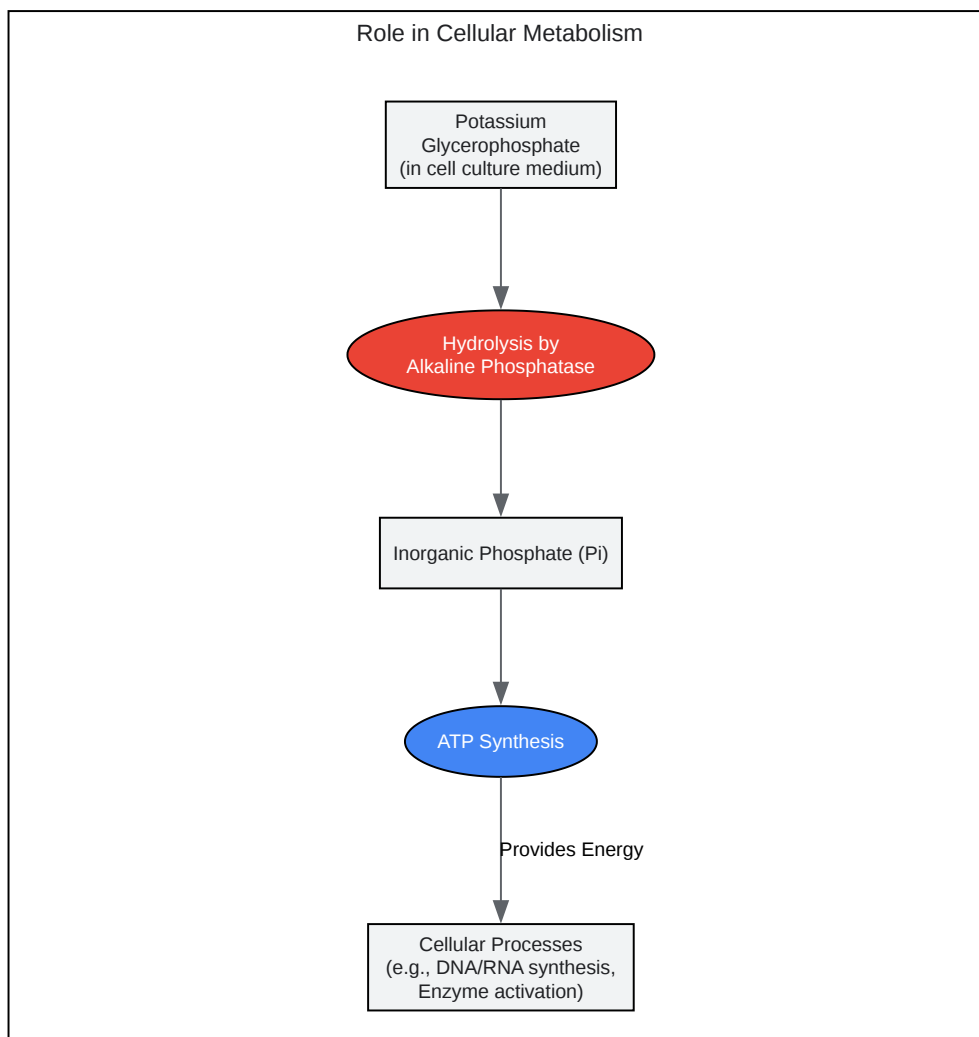 Role in Cellular Metabolism
Potassium
Glycerophosphate
(in cell culture medium)
Hydrolysis by
Alkaline Phosphatase
Inorganic Phosphate (Pi)
ATP Synthesis
Provides Energy
Cellular Processes
(e.g., DNA/RNA synthesis,
Enzyme activation)